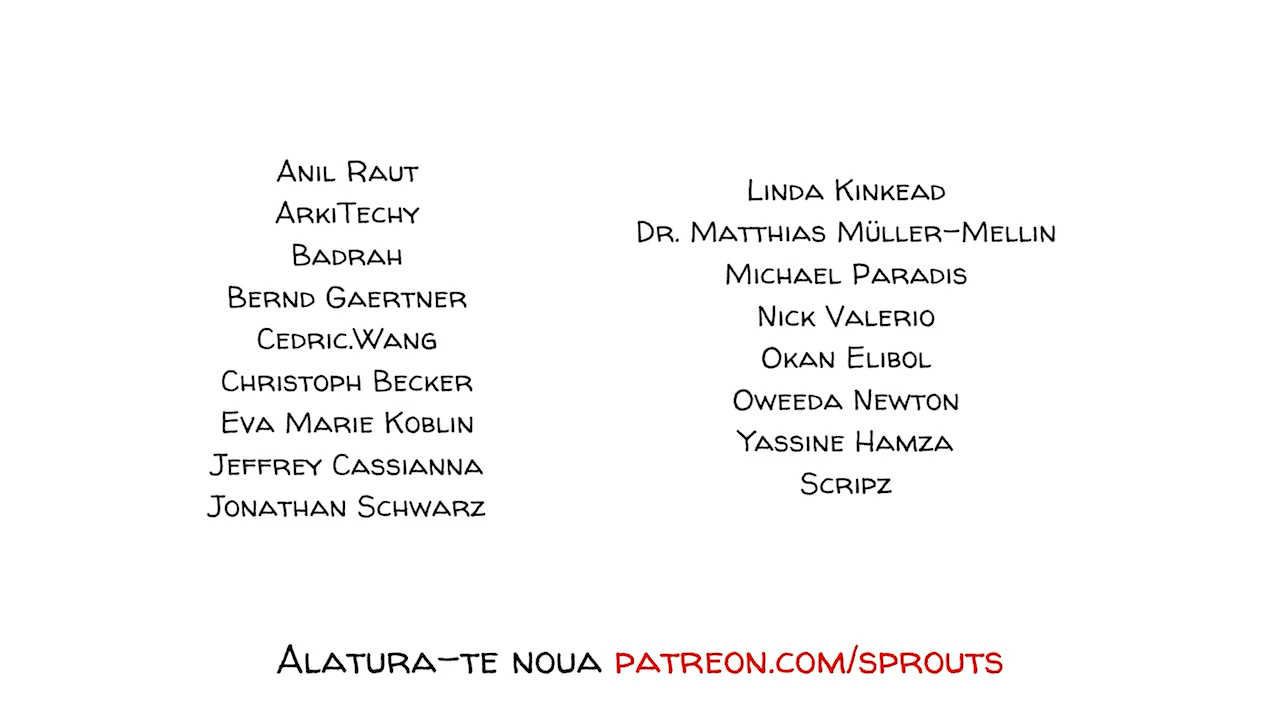 Anil Raut
ArkiTechy
Badrah
Bernd Gaertner
Cedric.Wang
Christoph Becker
Eva Marie Koblin
Jeffrey Cassianna
Jonathan Schwarz
Linda Kinkead
Dr. Matthias Müller-Mellin
Michael Paradis
Nick Valerio
Okan Elibol
Oweeda Newton
Yassine Hamza
Scripz
Alatura-te noua patreon.com/sprouts